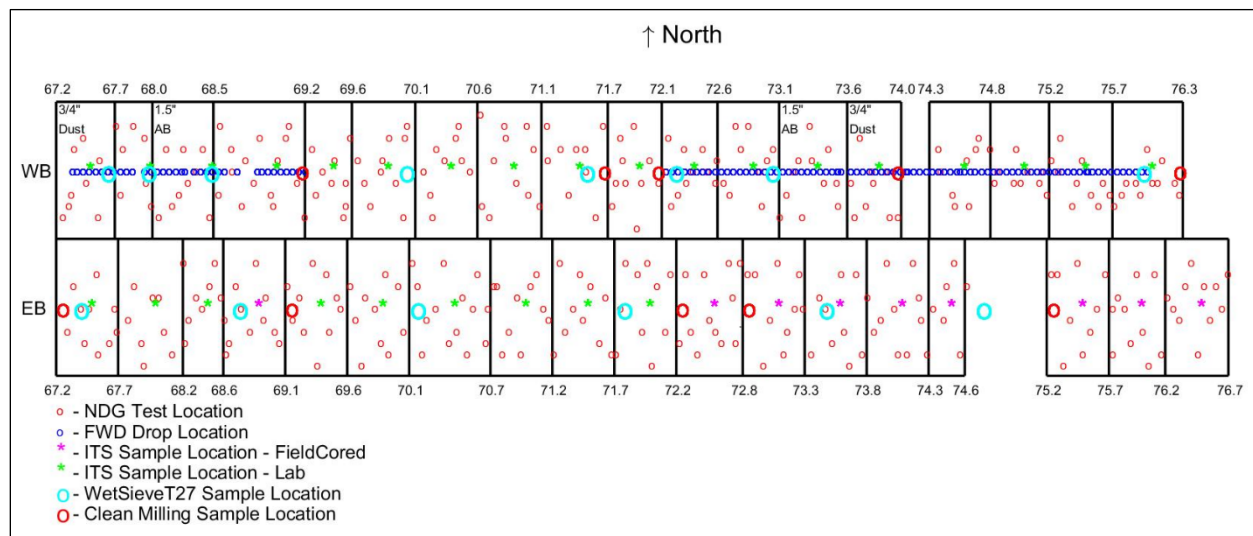 ↑ North
67.2 67.7 68.0 68.5 69.2 69.6 70.1 70.6 71.1 71.7 72.1 72.6 73.1 73.6 74.0 74.3 74.8 75.2 75.7 76.3
3/4" 1.5" 1.5" 3/4"
Dust AB AB Dust
WB
EB
67.2 67.7 68.2 68.6 69.1 69.6 70.1 70.7 71.2 71.7 72.2 72.8 73.3 73.8 74.3 74.6 75.2 75.7 76.2 76.7
o - NDG Test Location
o - FWD Drop Location
* - ITS Sample Location - FieldCored
* - ITS Sample Location - Lab
o - WetSieveT27 Sample Location
o - Clean Milling Sample Location